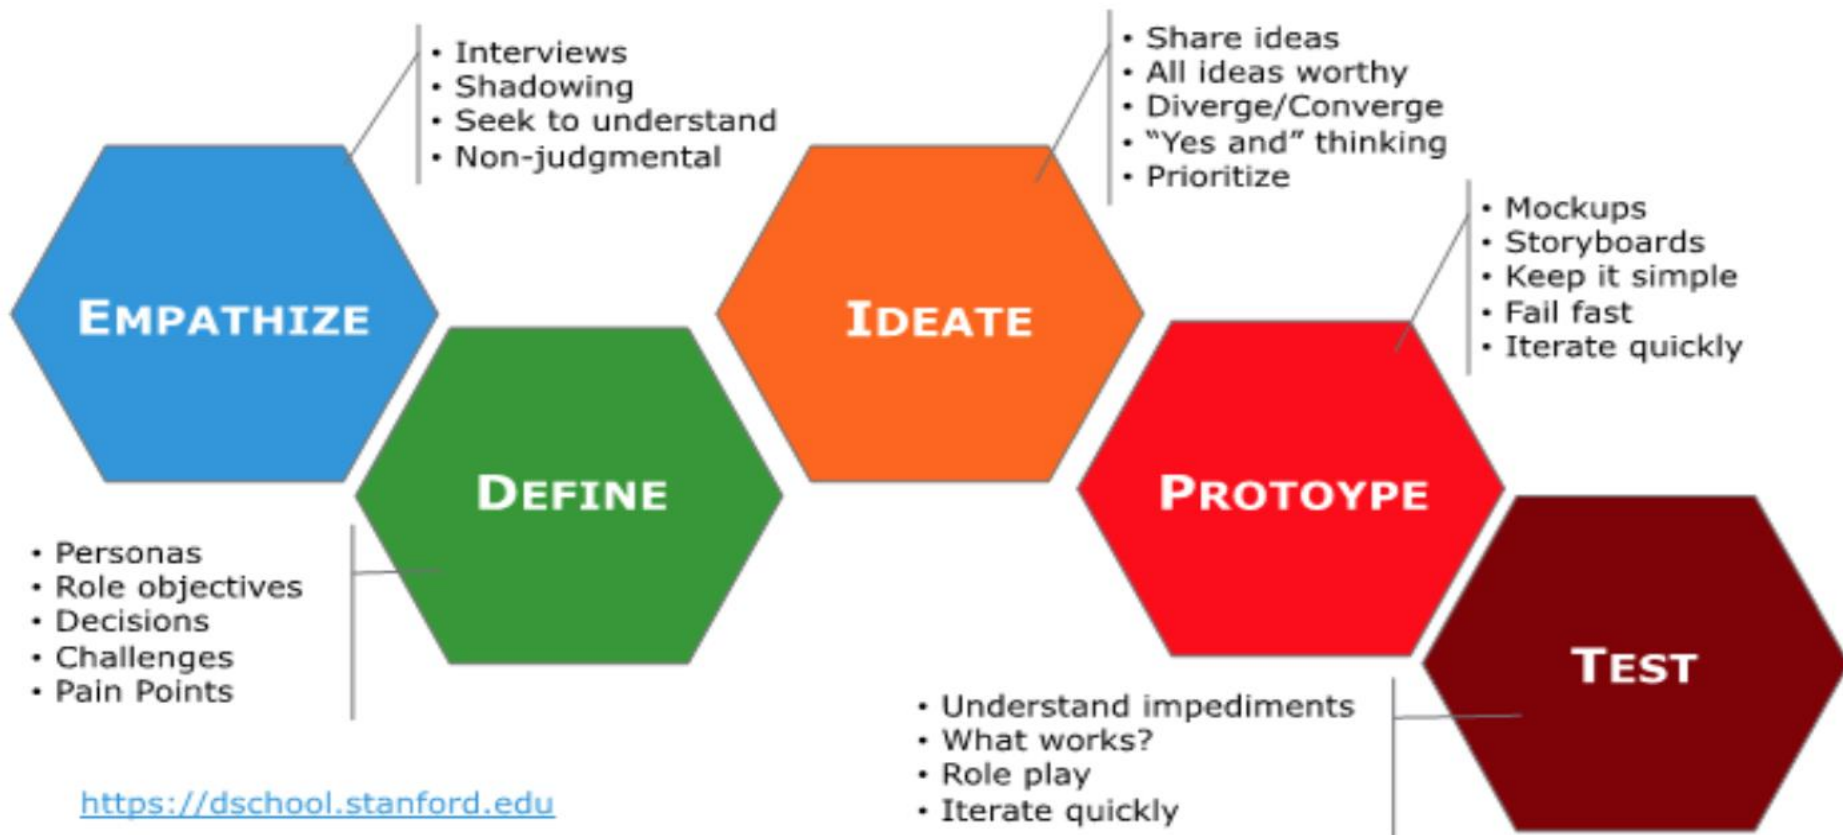 EMPATHIZE
• Interviews
• Shadowing
• Seek to understand
• Non-judgmental
DEFINE
• Personas
• Role objectives
• Decisions
• Challenges
• Pain Points
IDEATE
• Share ideas
• All ideas worthy
• Diverge/Converge
• “Yes and” thinking
• Prioritize
PROTOYPE
• Mockups
• Storyboards
• Keep it simple
• Fail fast
• Iterate quickly
TEST
• Understand impediments
• What works?
• Role play
• Iterate quickly
https://dschool.stanford.edu